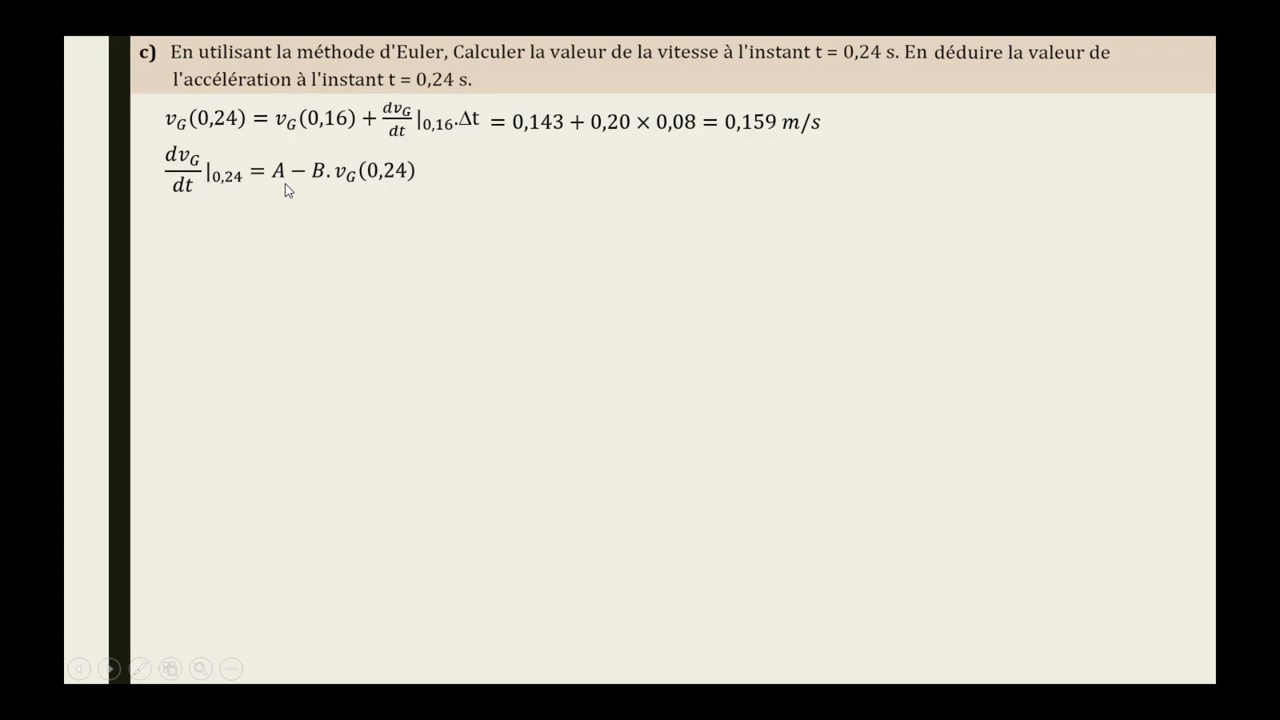 c) En utilisant la méthode d'Euler, Calculer la valeur de la vitesse à l'instant t = 0,24 s. En déduire la valeur de
l'accélération à l'instant t = 0,24 s.
v_G(0,24) = v_G(0,16) + dv_G/dt |_0,16.Δt = 0,143 + 0,20 × 0,08 = 0,159 m/s
dv_G/dt |_0,24 = A − B. v_G(0,24)